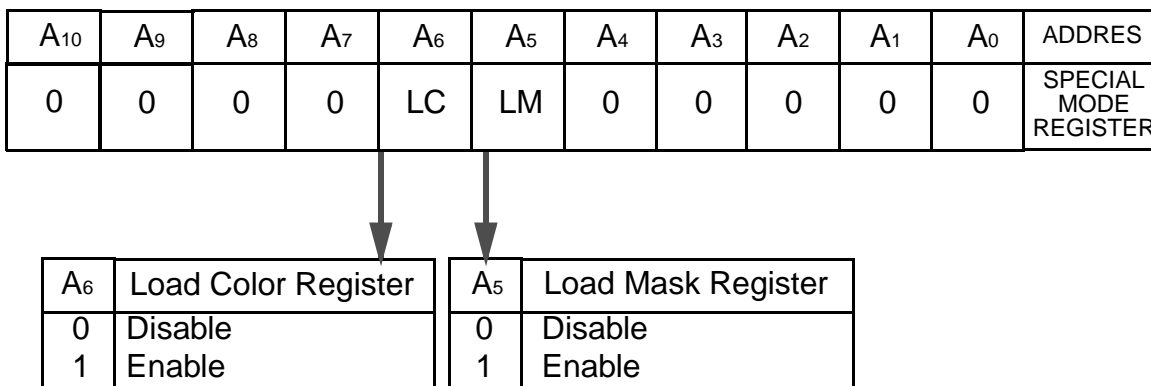 A10 A9 A8 A7 A6 A5 A4 A3 A2 A1 A0 ADDRES
0 0 0 0 LC LM 0 0 0 0 0 SPECIAL MODE REGISTER
A6 Load Color Register
0 Disable
1 Enable
A5 Load Mask Register
0 Disable
1 Enable